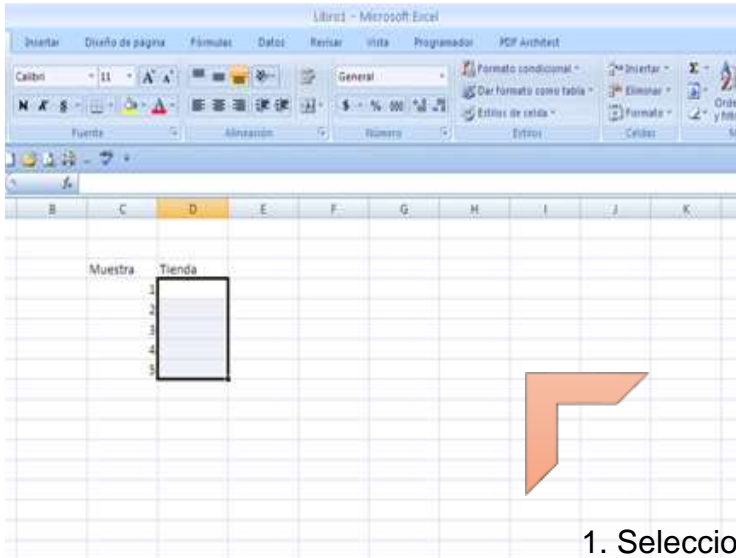 Libro1 - Microsoft Excel
Insertar Diseño de página Fórmulas Datos Revisar Vista Programador PDF Architect
Calibri 11 A A General Formato condicional Insertar Σ
Dar formato como tabla Eliminar
N K S A $ % 000 Estilos de celda Formato
Fuente Alineación Número Estilos Celdas
fx
B C D E F G H I J K
Muestra Tienda
1
2
3
4
5
1. Seleccio